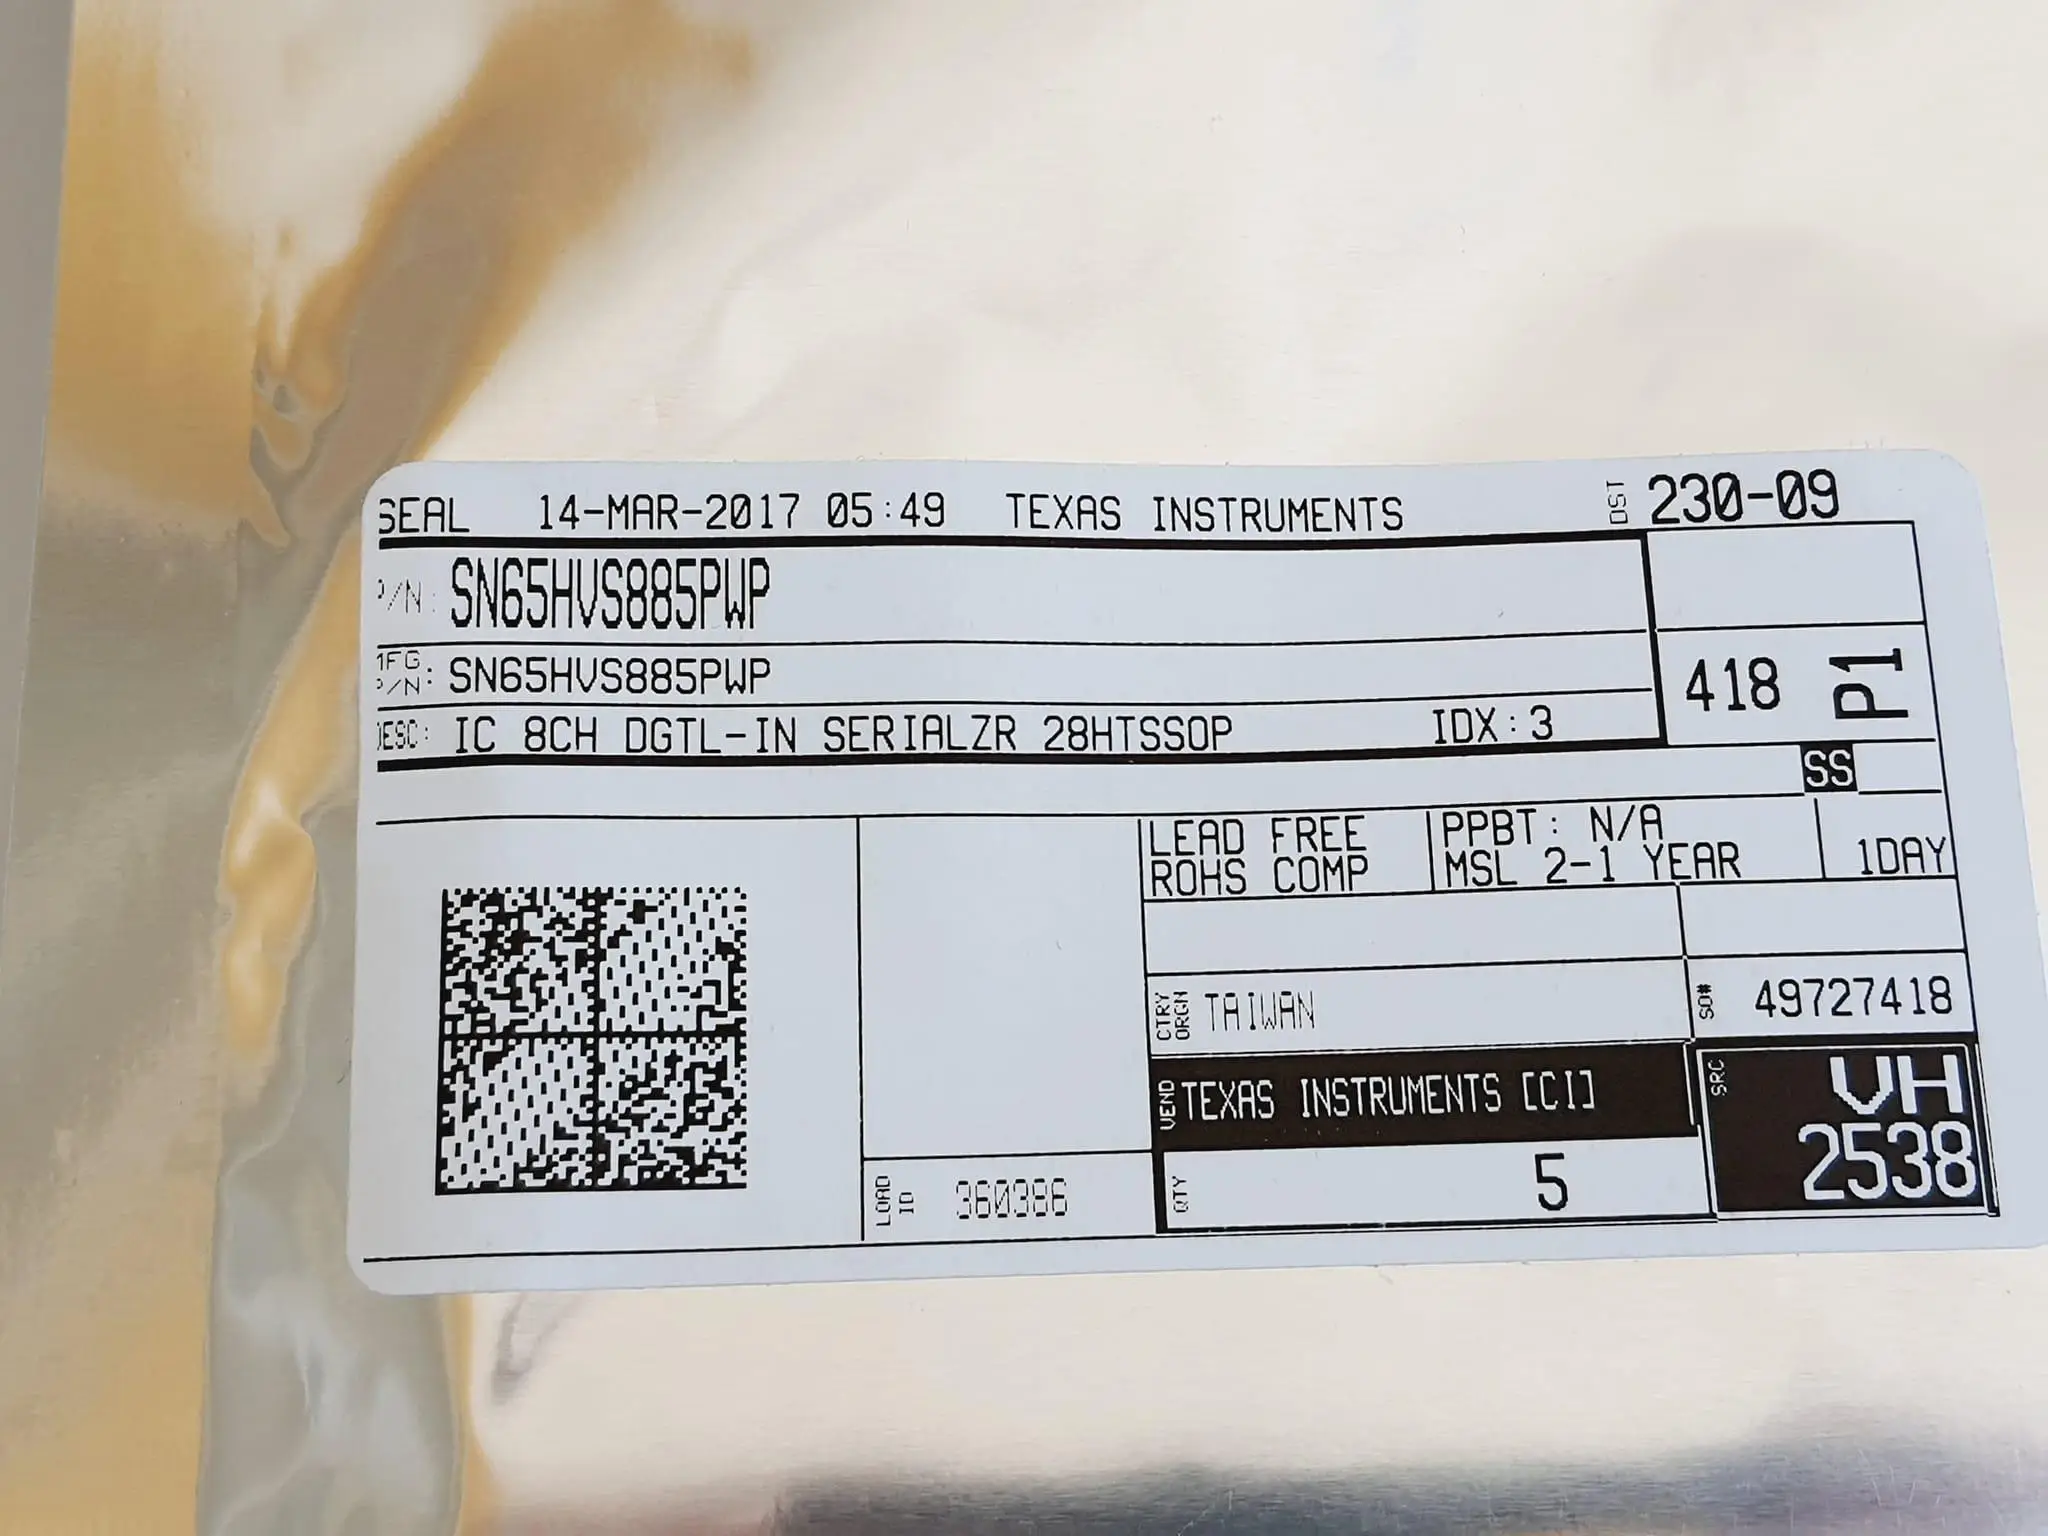 SEAL 14-MAR-2017 05:49 TEXAS INSTRUMENTS DST 230-09
P/N: SN65HVS885PWP
MFG P/N: SN65HVS885PWP
418 P1
DESC: IC 8CH DGTL-IN SERIALZR 28HTSSOP IDX:3
SS
LEAD FREE
ROHS COMP
PPBT: N/A
MSL 2-1 YEAR
1DAY
CTRY ORGN TAIWAN
SO# 49727418
VEND TEXAS INSTRUMENTS [CI]
SRC VH
2538
LOAD ID 360386
QTY 5